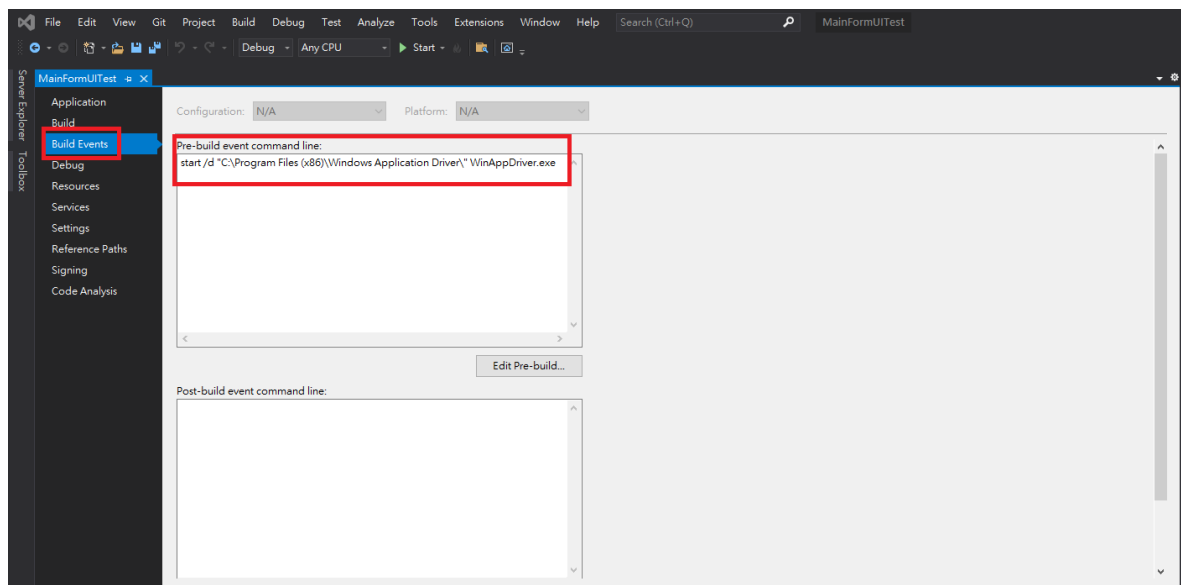 File Edit View Git Project Build Debug Test Analyze Tools Extensions Window Help Search (Ctrl+Q) MainFormUITest
Debug Any CPU Start
Server Explorer
Toolbox
MainFormUITest
Application
Build
Build Events
Debug
Resources
Services
Settings
Reference Paths
Signing
Code Analysis
Configuration: N/A Platform: N/A
Pre-build event command line:
start /d "C:\Program Files (x86)\Windows Application Driver\" WinAppDriver.exe
Edit Pre-build...
Post-build event command line: